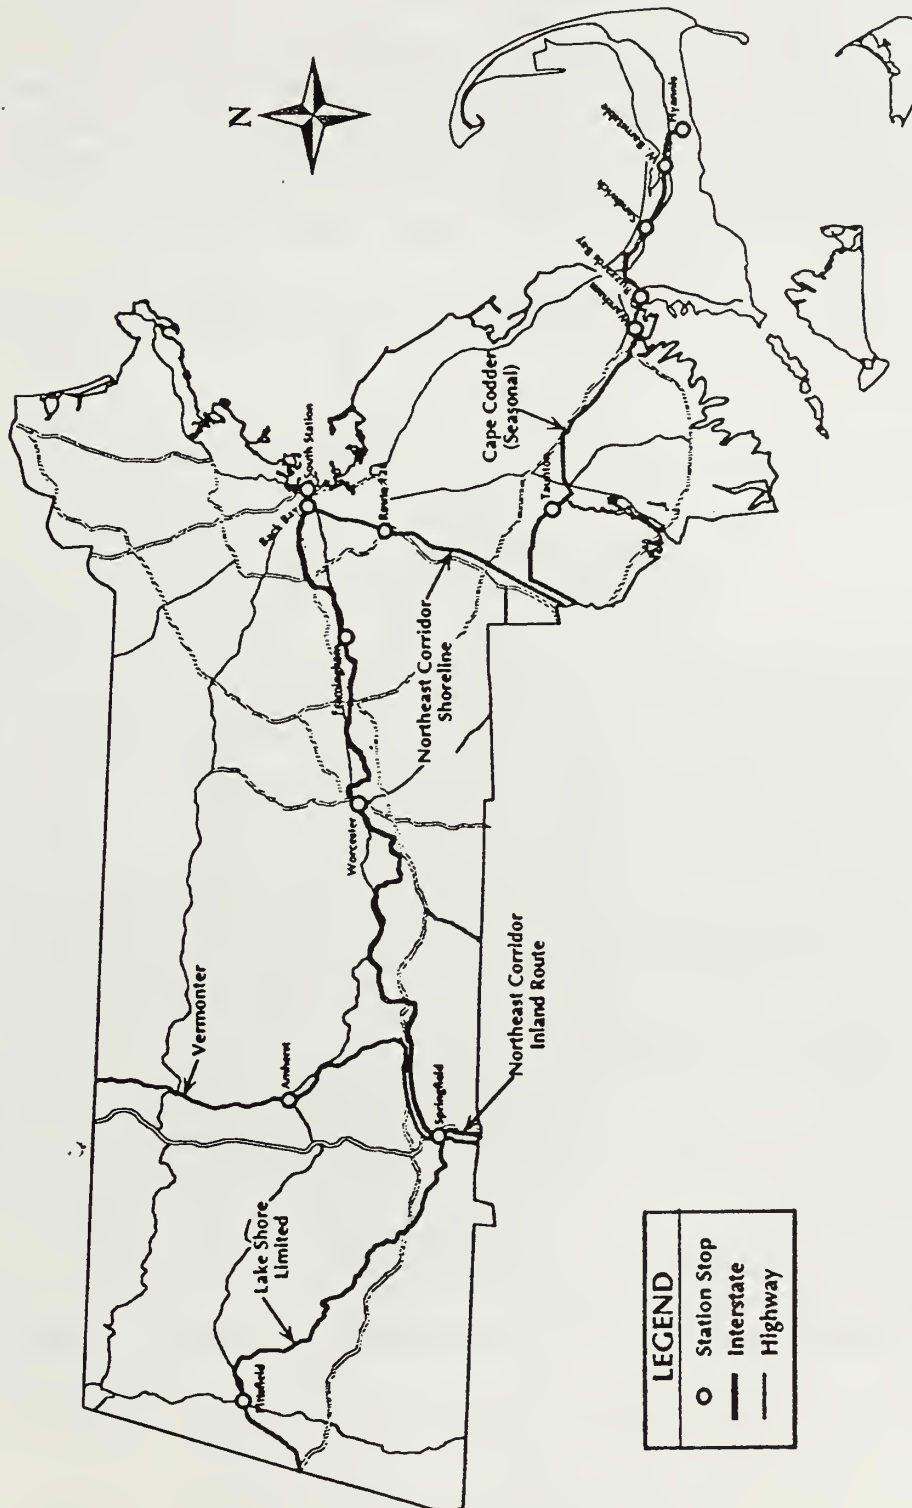 N
Hyannis
W. Barnstable
Sandwich
Buzzards Bay
Wareham
Cape Codder
(Seasonal)
Taunton
South Station
Back Bay
Route 128
Framingham
Northeast Corridor
Shoreline
Worcester
Vermonter
Amherst
Springfield
Northeast Corridor
Inland Route
Lake Shore
Limited
Pittsfield
LEGEND
Station Stop
Interstate
Highway